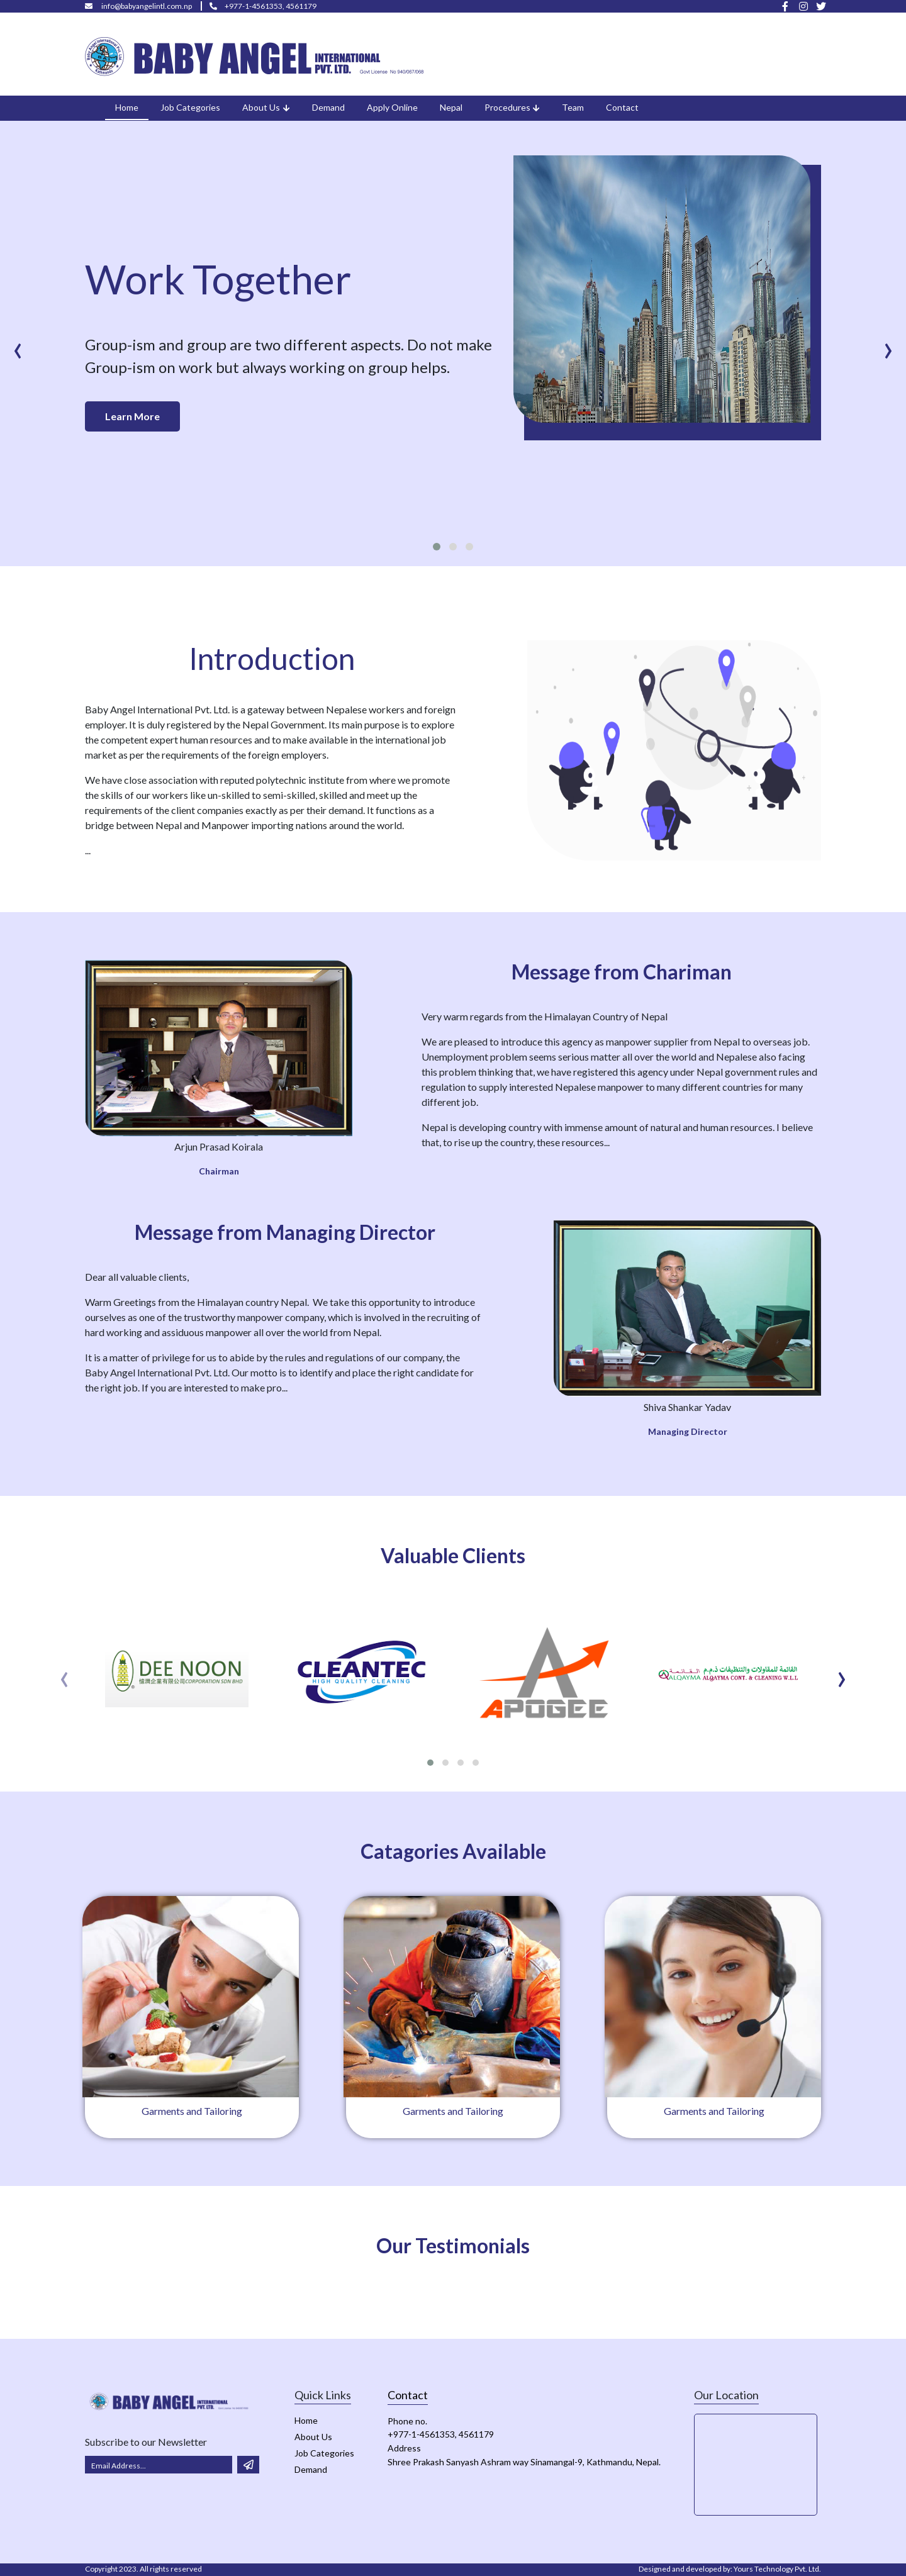 info@babyangelintl.com.np
+977-1-4561353, 4561179
BABY ANGEL INTERNATIONAL PVT. LTD.
Govt License No 640/067/068
Home Job Categories About Us Demand Apply Online Nepal Procedures Team Contact
Work Together
Group-ism and group are two different aspects. Do not make
Group-ism on work but always working on group helps.
Learn More
Introduction
Baby Angel International Pvt. Ltd. is a gateway between Nepalese workers and foreign
employer. It is duly registered by the Nepal Government. Its main purpose is to explore
the competent expert human resources and to make available in the international job
market as per the requirements of the foreign employers.
We have close association with reputed polytechnic institute from where we promote
the skills of our workers like un-skilled to semi-skilled, skilled and meet up the
requirements of the client companies exactly as per their demand. It functions as a
bridge between Nepal and Manpower importing nations around the world.
...
Message from Chariman
Very warm regards from the Himalayan Country of Nepal
We are pleased to introduce this agency as manpower supplier from Nepal to overseas job.
Unemployment problem seems serious matter all over the world and Nepalese also facing
this problem thinking that, we have registered this agency under Nepal government rules and
regulation to supply interested Nepalese manpower to many different countries for many
different job.
Nepal is developing country with immense amount of natural and human resources. I believe
that, to rise up the country, these resources...
Arjun Prasad Koirala
Chairman
Message from Managing Director
Dear all valuable clients,
Warm Greetings from the Himalayan country Nepal. We take this opportunity to introduce
ourselves as one of the trustworthy manpower company, which is involved in the recruiting of
hard working and assiduous manpower all over the world from Nepal.
It is a matter of privilege for us to abide by the rules and regulations of our company, the
Baby Angel International Pvt. Ltd. Our motto is to identify and place the right candidate for
the right job. If you are interested to make pro...
Shiva Shankar Yadav
Managing Director
Valuable Clients
DEE NOON
CORPORATION SDN BHD
CLEANTEC
HIGH QUALITY CLEANING
APOGEE
القائمة للمقاولات والتنظيفات ذ.م.م
ALQAYMA ALQAYMA CONT. & CLEANING W.L.L
Catagories Available
Garments and Tailoring
Garments and Tailoring
Garments and Tailoring
Our Testimonials
BABY ANGEL INTERNATIONAL PVT. LTD.
Subscribe to our Newsletter
Email Address...
Quick Links
Home
About Us
Job Categories
Demand
Contact
Phone no.
+977-1-4561353, 4561179
Address
Shree Prakash Sanyash Ashram way Sinamangal-9, Kathmandu, Nepal.
Our Location
Copyright 2023. All rights reserved
Designed and developed by: Yours Technology Pvt. Ltd.